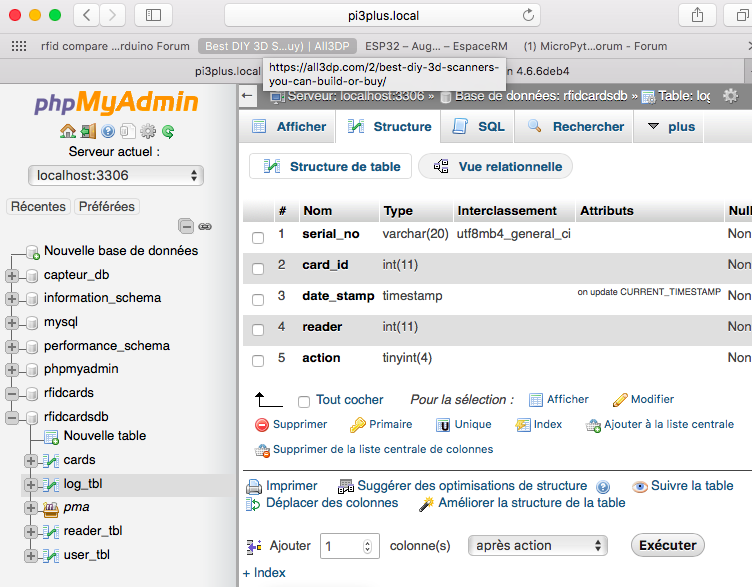 pi3plus.local
rfid compare ...rduino Forum
Best DIY 3D S...uy) | All3DP
ESP32 – Aug... – EspaceRM
(1) MicroPyt...orum - Forum
pi3plus.local
n 4.6.6deb4
https://all3dp.com/2/best-diy-3d-scanners-
you-can-build-or-buy/
phpMyAdmin
Serveur actuel :
localhost:3306
Récentes
Préférées
Nouvelle base de données
capteur_db
information_schema
mysql
performance_schema
phpmyadmin
rfidcards
rfidcardsdb
Nouvelle table
cards
log_tbl
pma
reader_tbl
user_tbl
Serveur: localhost:3306 » Base de données: rfidcardsdb » Table: log
Afficher
Structure
SQL
Rechercher
plus
Structure de table
Vue relationnelle
# Nom Type Interclassement Attributs Null
1 serial_no varchar(20) utf8mb4_general_ci Non
2 card_id int(11) Non
3 date_stamp timestamp on update CURRENT_TIMESTAMP Non
4 reader int(11) Non
5 action tinyint(4) Non
Tout cocher Pour la sélection : Afficher Modifier
Supprimer Primaire Unique Index Ajouter à la liste centrale
Supprimer de la liste centrale de colonnes
Imprimer Suggérer des optimisations de structure Suivre la table
Déplacer des colonnes Améliorer la structure de la table
Ajouter 1 colonne(s) après action Exécuter
+ Index